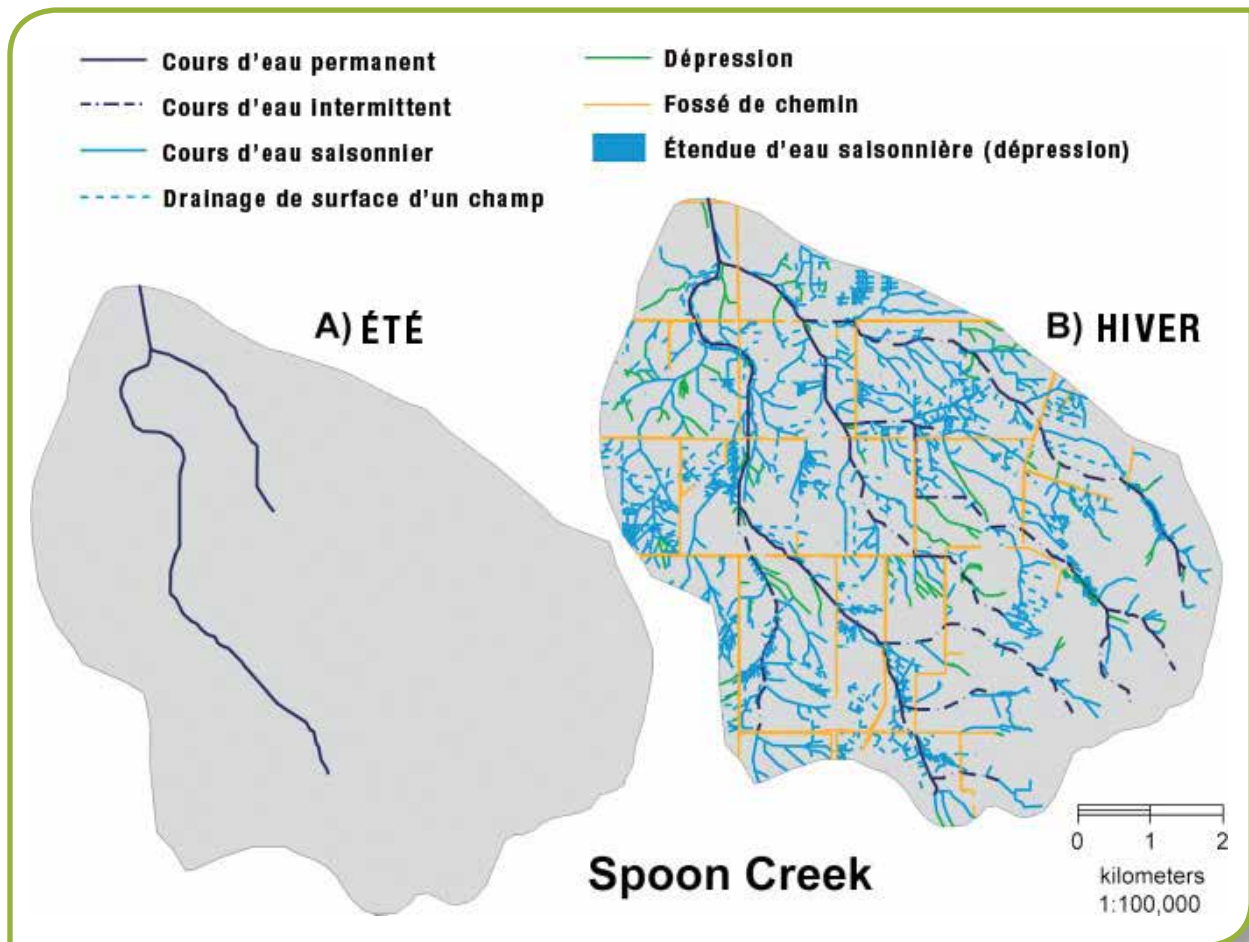 Cours d'eau permanent
Cours d'eau intermittent
Cours d'eau saisonnier
Drainage de surface d'un champ
Dépression
Fossé de chemin
Étendue d'eau saisonnière (dépression)
A) ÉTÉ
B) HIVER
Spoon Creek
0 1 2
kilometers
1:100,000